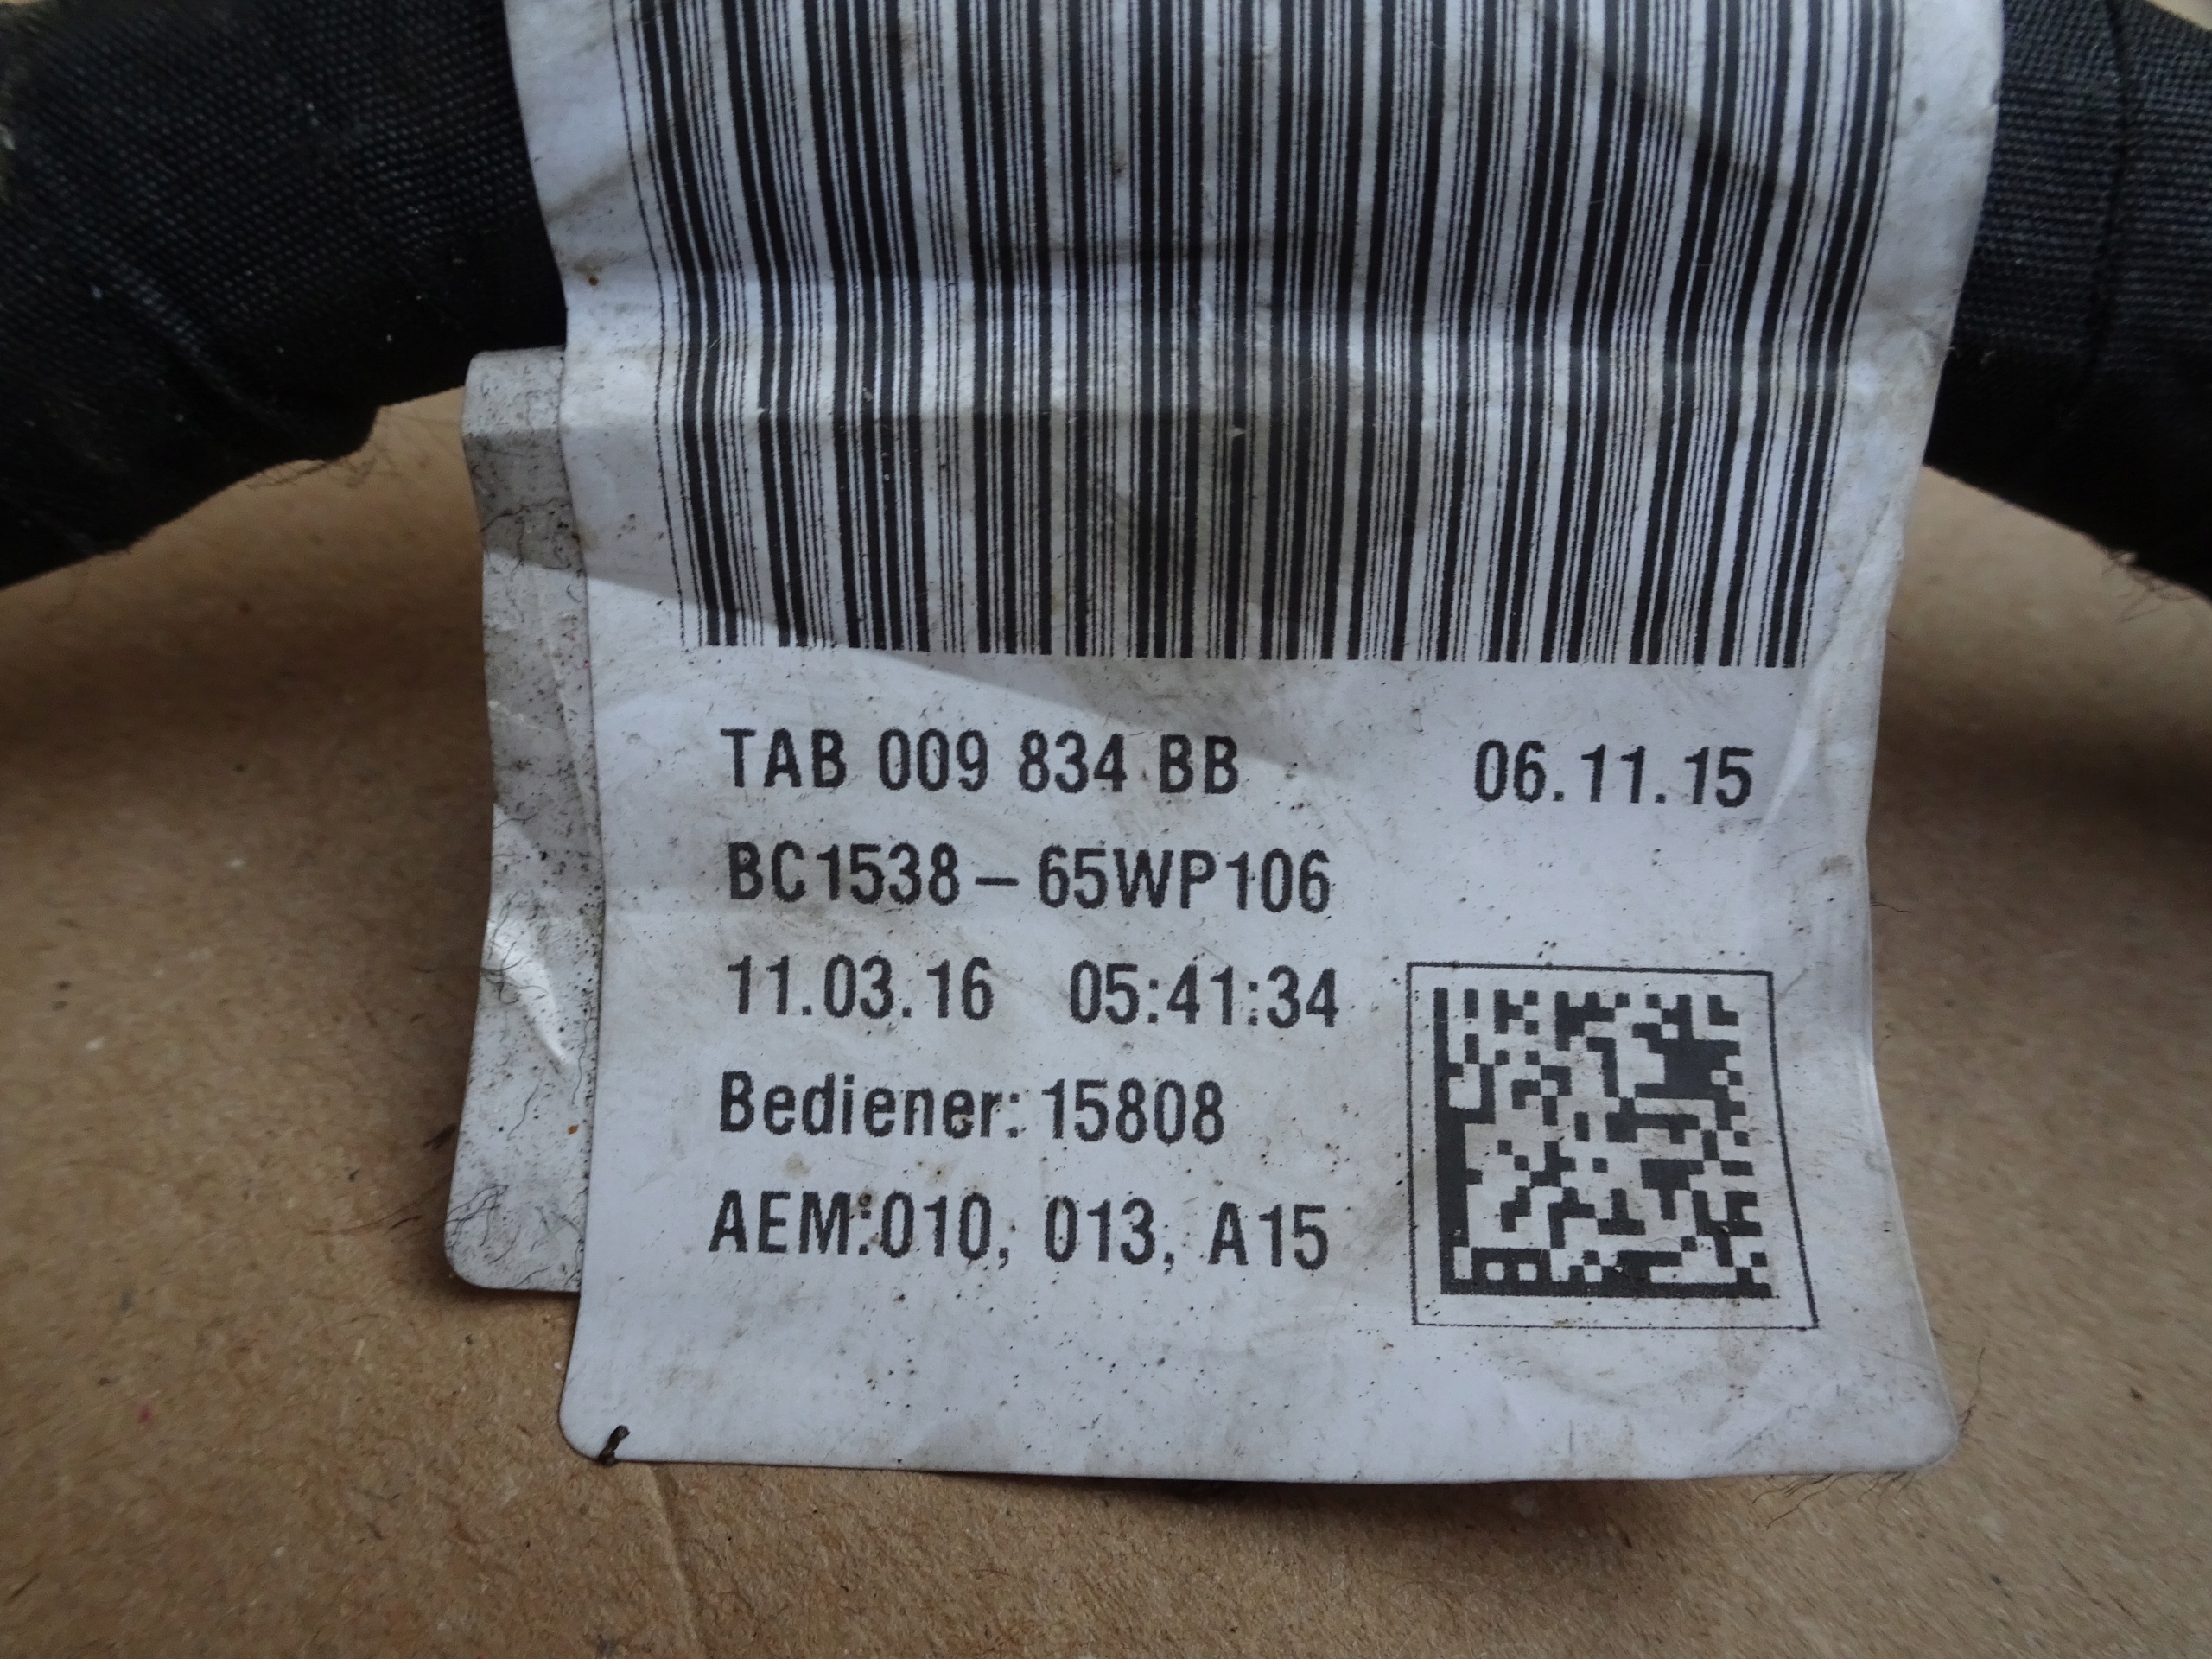 TAB 009 834 BB 06.11.15
BC1538 – 65WP106
11.03.16 05:41:34
Bediener: 15808
AEM:010, 013, A15